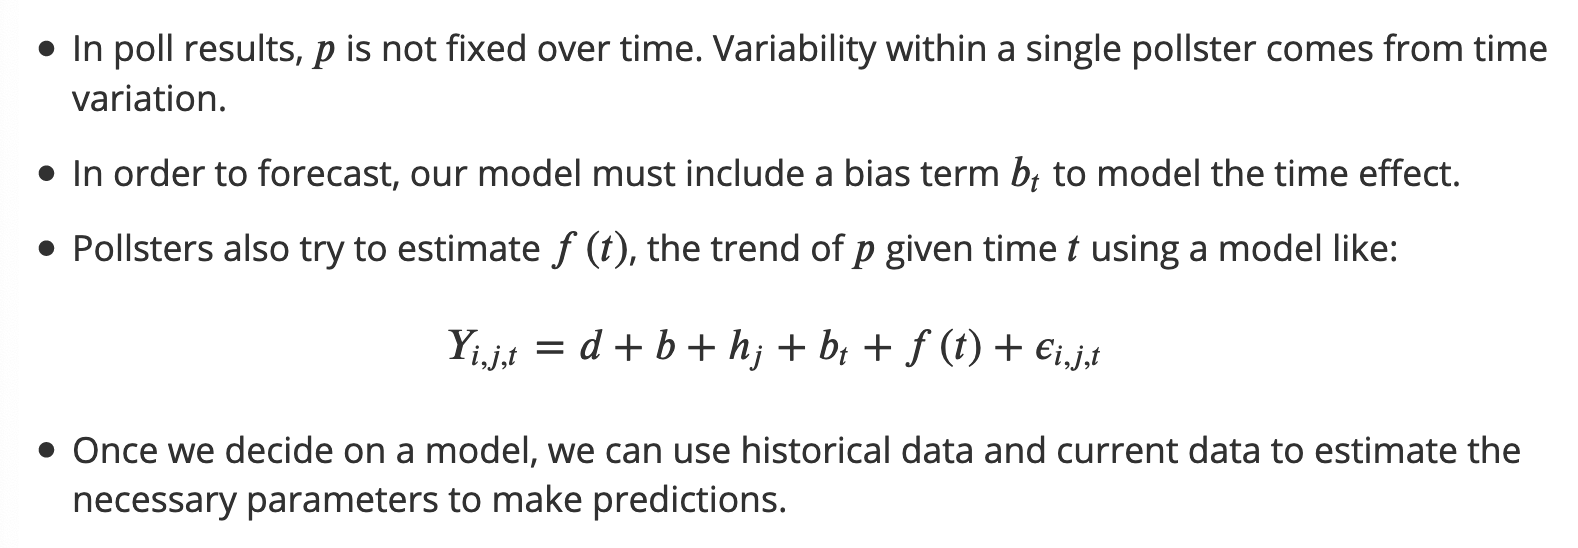 • In poll results, p is not fixed over time. Variability within a single pollster comes from time
variation.
• In order to forecast, our model must include a bias term b_t to model the time effect.
• Pollsters also try to estimate f (t), the trend of p given time t using a model like:
Y_{i,j,t} = d + b + h_j + b_t + f (t) + ϵ_{i,j,t}
• Once we decide on a model, we can use historical data and current data to estimate the
necessary parameters to make predictions.